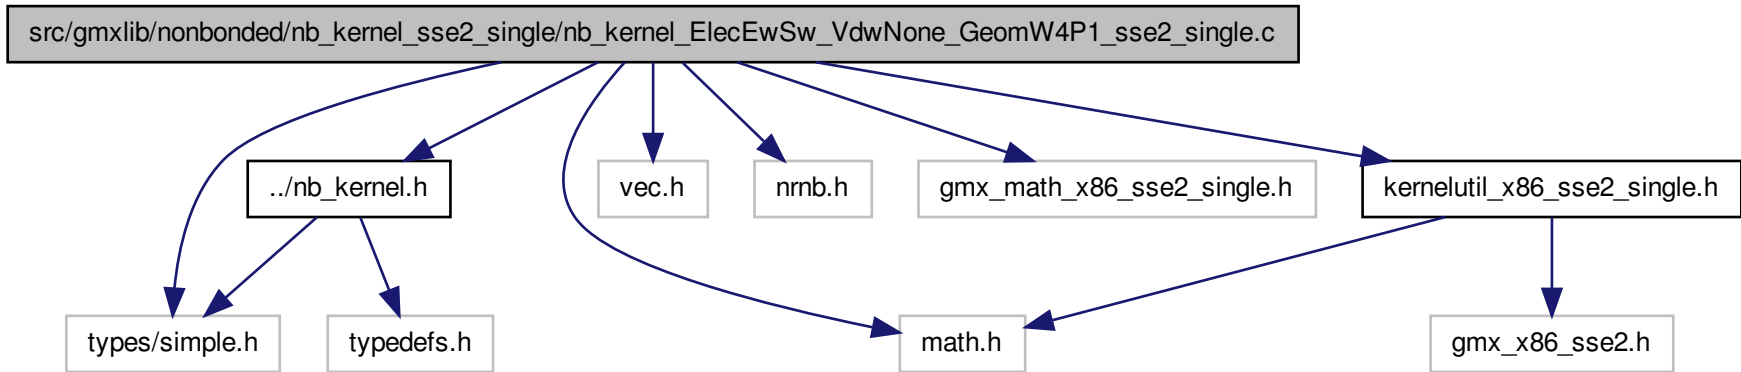 src/gmxlib/nonbonded/nb_kernel_sse2_single/nb_kernel_ElecEwSw_VdwNone_GeomW4P1_sse2_single.c
../nb_kernel.h
vec.h
nrnb.h
gmx_math_x86_sse2_single.h
kernelutil_x86_sse2_single.h
types/simple.h
typedefs.h
math.h
gmx_x86_sse2.h